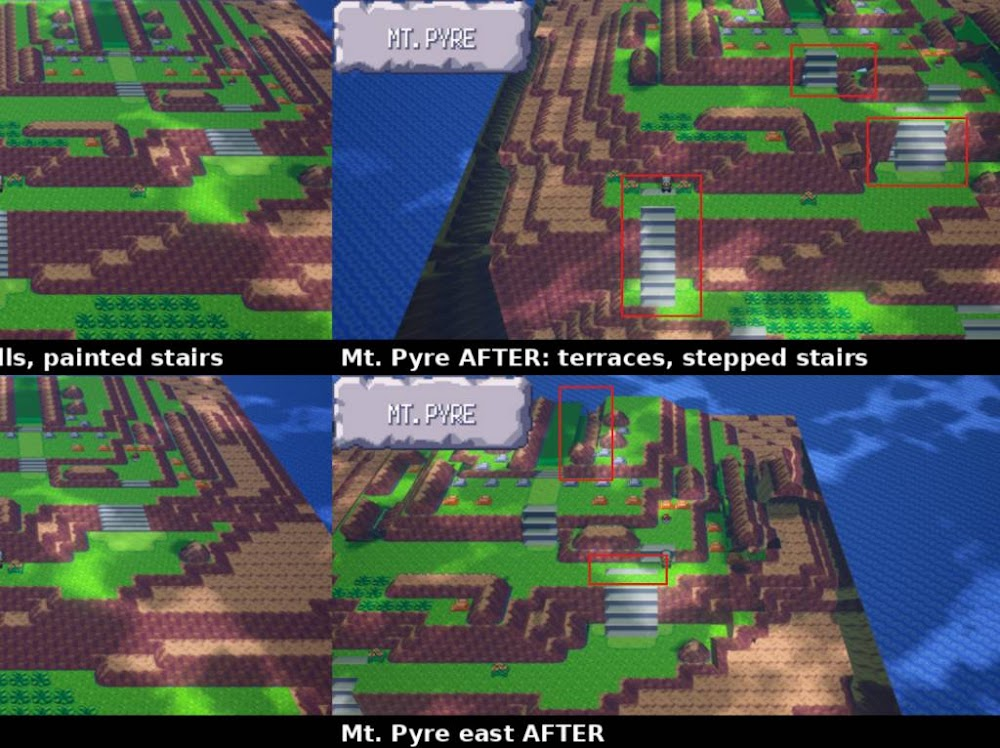 MT. PYRE
lls, painted stairs
Mt. Pyre AFTER: terraces, stepped stairs
MT. PYRE
Mt. Pyre east AFTER